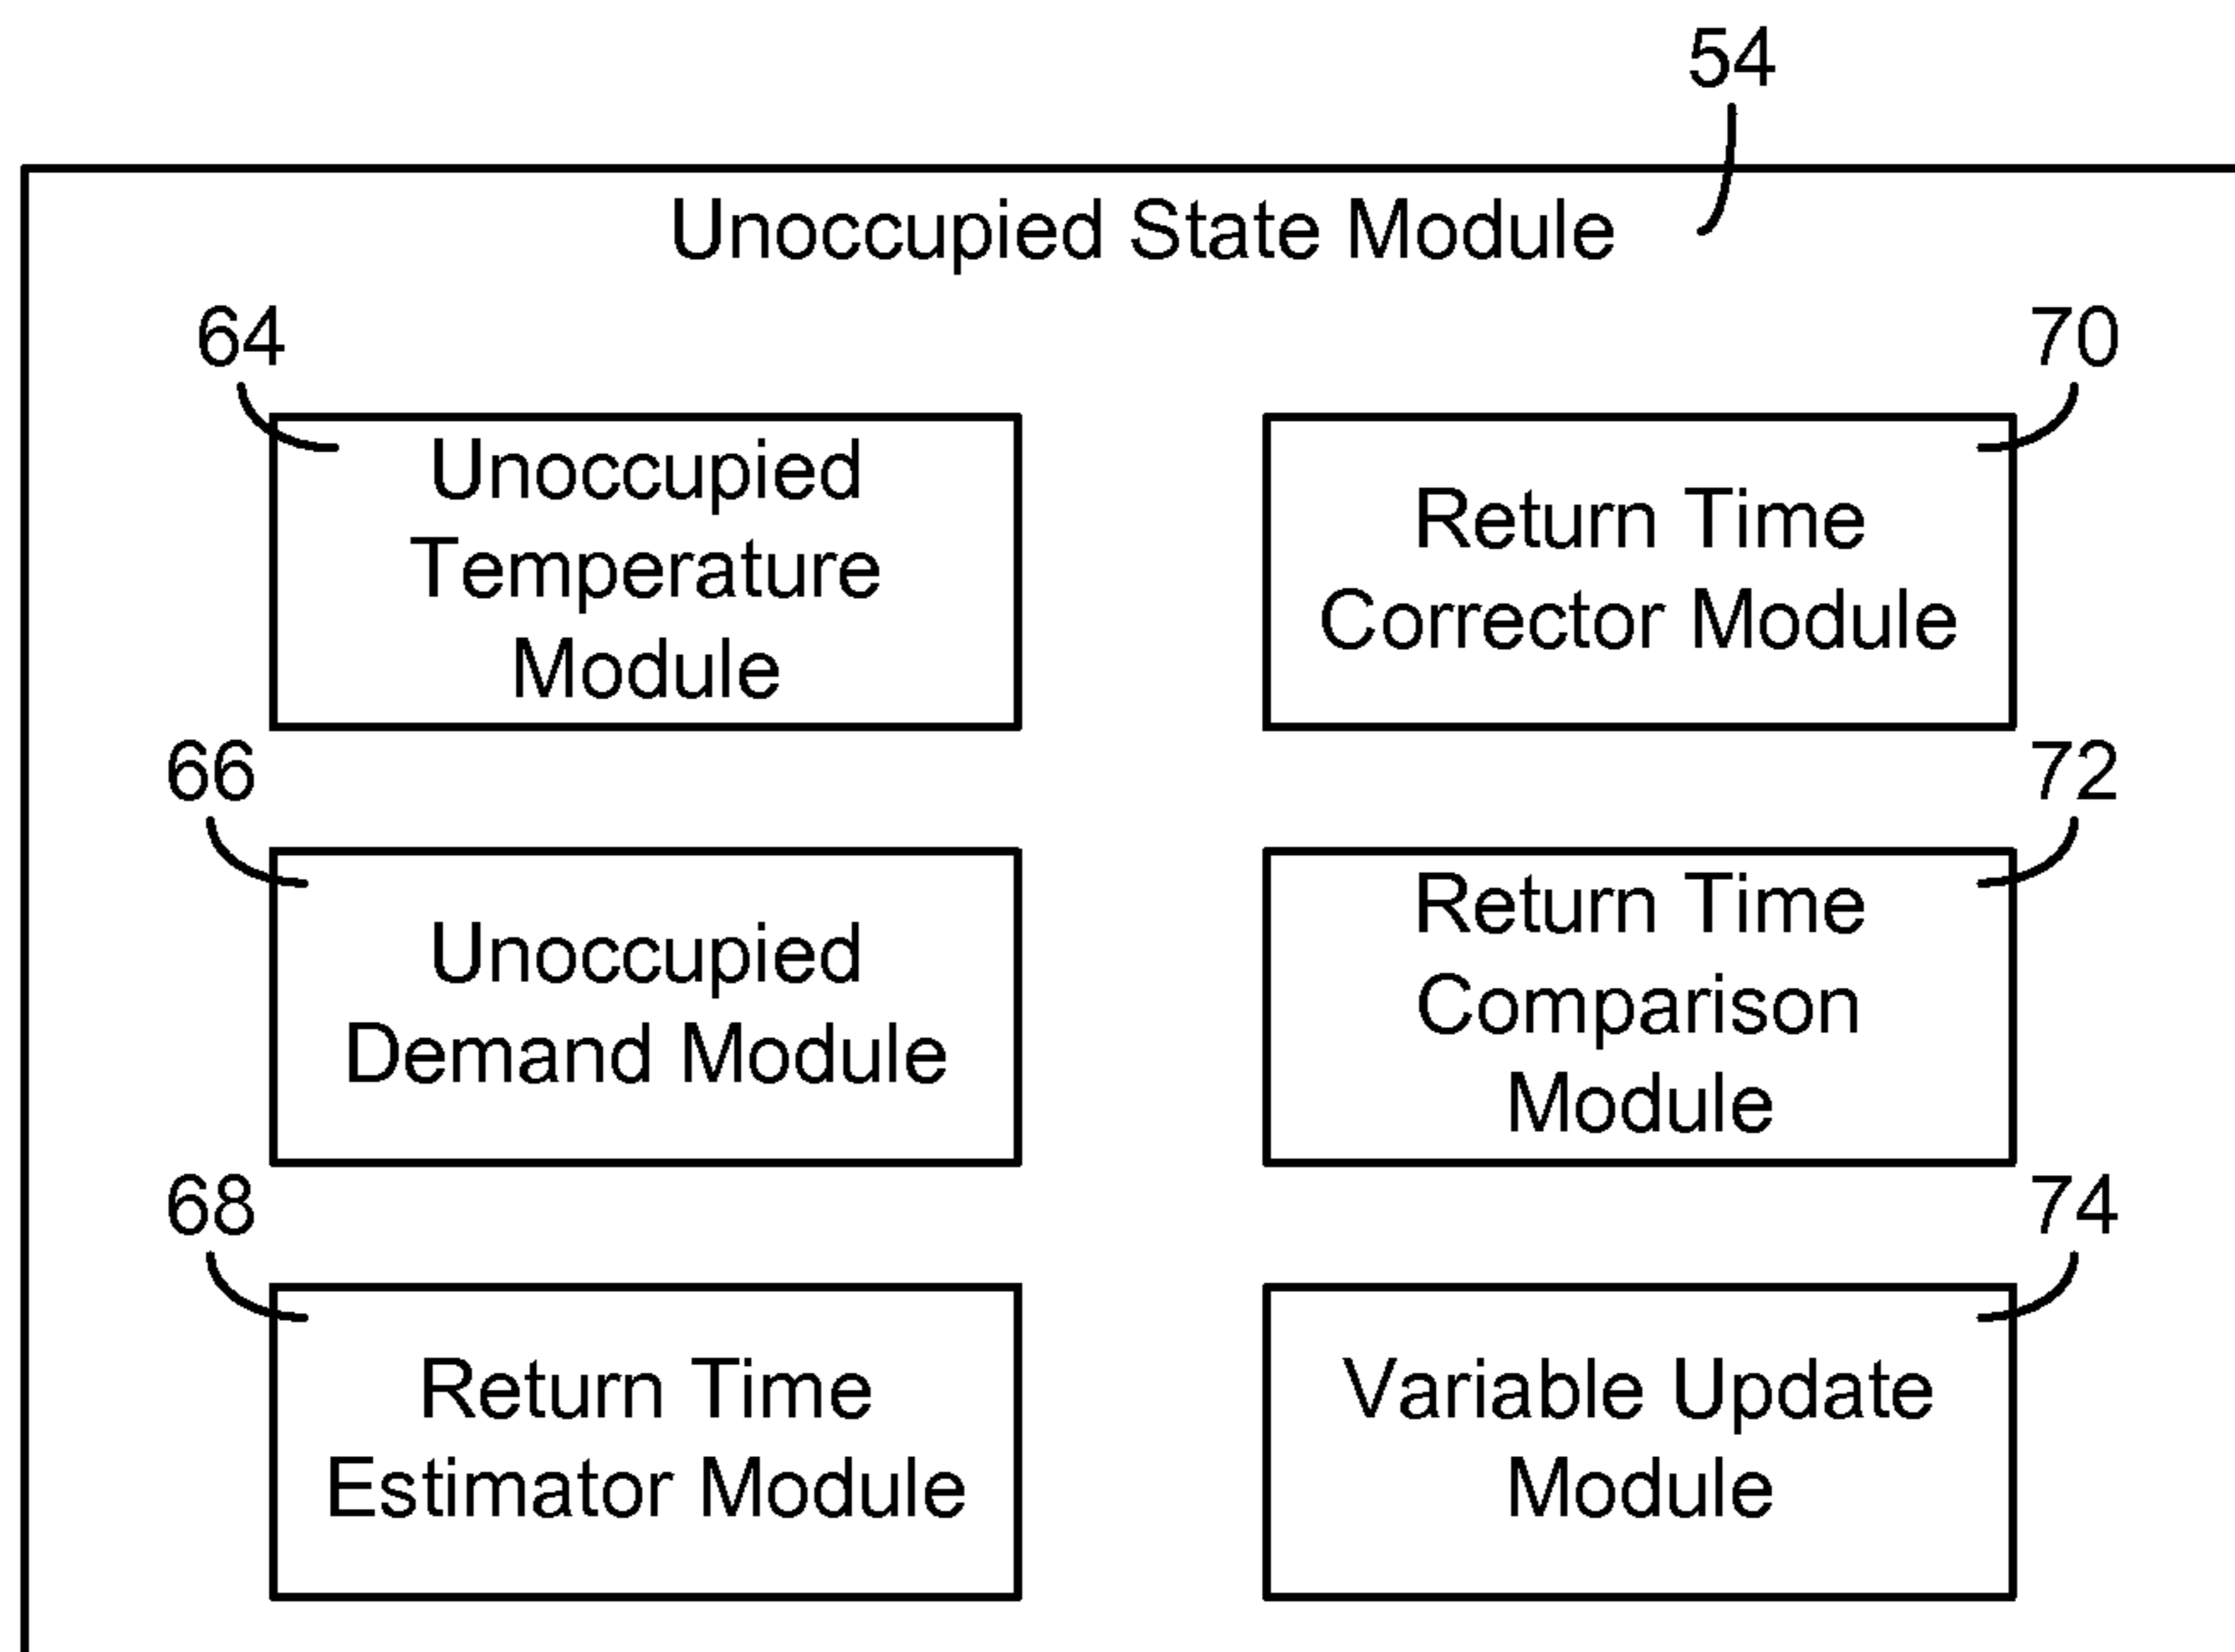 54
Unoccupied State Module
64
Unoccupied
Temperature
Module
70
Return Time
Corrector Module
66
Unoccupied
Demand Module
72
Return Time
Comparison
Module
68
Return Time
Estimator Module
74
Variable Update
Module